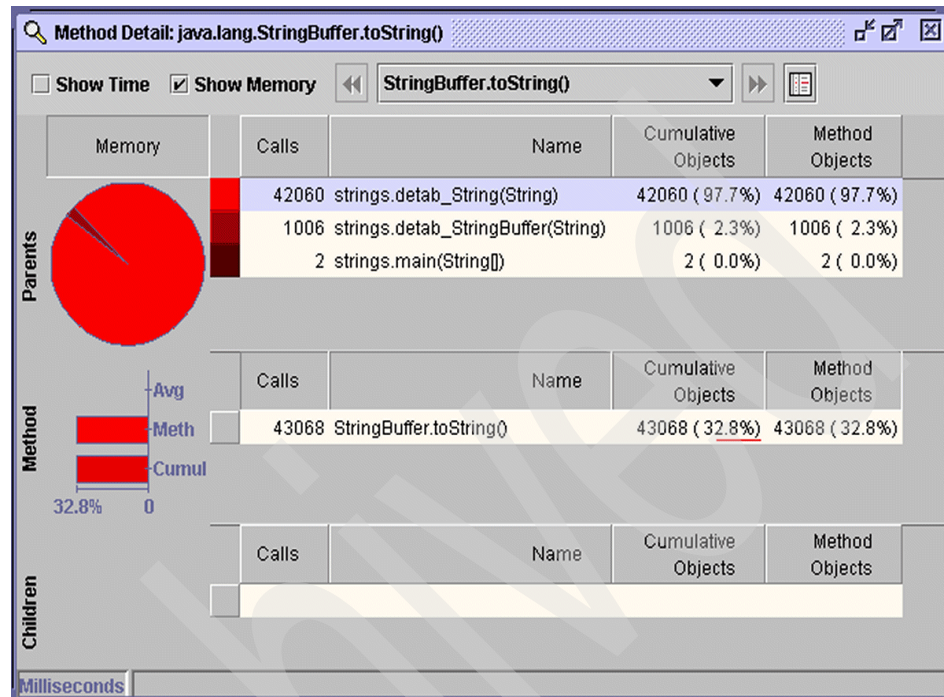 Method Detail: java.lang.StringBuffer.toString()
Show Time Show Memory StringBuffer.toString()
Parents
Memory Calls Name Cumulative Objects Method Objects
42060 strings.detab_String(String) 42060 ( 97.7%) 42060 ( 97.7%)
1006 strings.detab_StringBuffer(String) 1006 ( 2.3%) 1006 ( 2.3%)
2 strings.main(String[]) 2 ( 0.0%) 2 ( 0.0%)
Method
Calls Name Cumulative Objects Method Objects
43068 StringBuffer.toString() 43068 ( 32.8%) 43068 ( 32.8%)
Avg
Meth
Cumul
32.8% 0
Children
Calls Name Cumulative Objects Method Objects
Milliseconds